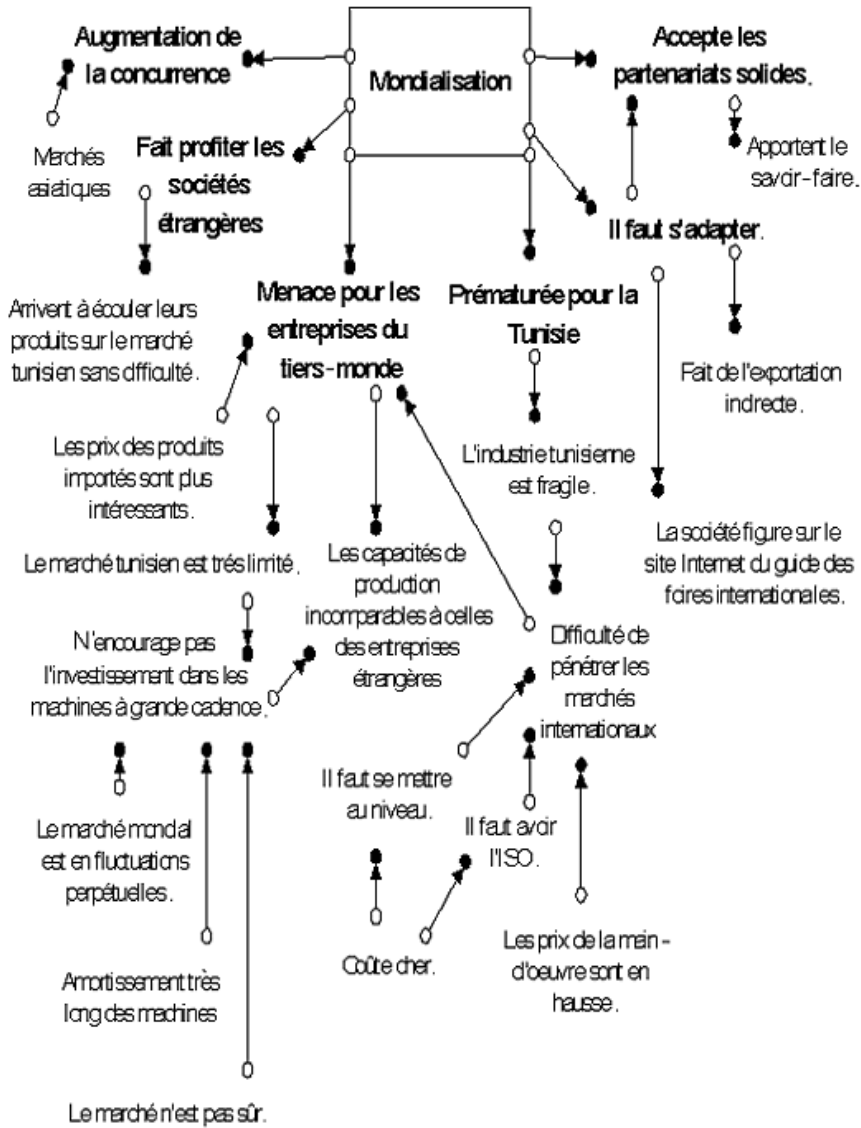 Augmentation de
la concurrence
Mondialisation
Accepte les
partenariats solides.
Marchés
asiatiques
Fait profiter les
sociétés
étrangères
Apportent le
savoir-faire.
Il faut s'adapter.
Arrivent à écouler leurs
produits sur le marché
tunisien sans difficulté.
Menace pour les
entreprises du
tiers-monde
Prématurée pour la
Tunisie
Fait de l'exportation
indirecte.
Les prix des produits
importés sont plus
intéressants.
L'industrie tunisienne
est fragile.
Le marché tunisien est trés limité.
Les capacités de
production
incomparables à celles
des entreprises
étrangères
La société figure sur le
site Internet du guide des
foires internationales.
N'encourage pas
l'investissement dans les
machines à grande cadence.
Difficulté de
pénétrer les
marchés
internationaux
Il faut se mettre
au niveau.
Il faut avoir
l'ISO.
Le marché mondial
est en fluctuations
perpétuelles.
Coûte cher.
Les prix de la main-
d'oeuvre sont en
hausse.
Amortissement très
long des machines
Le marché n'est pas sûr.